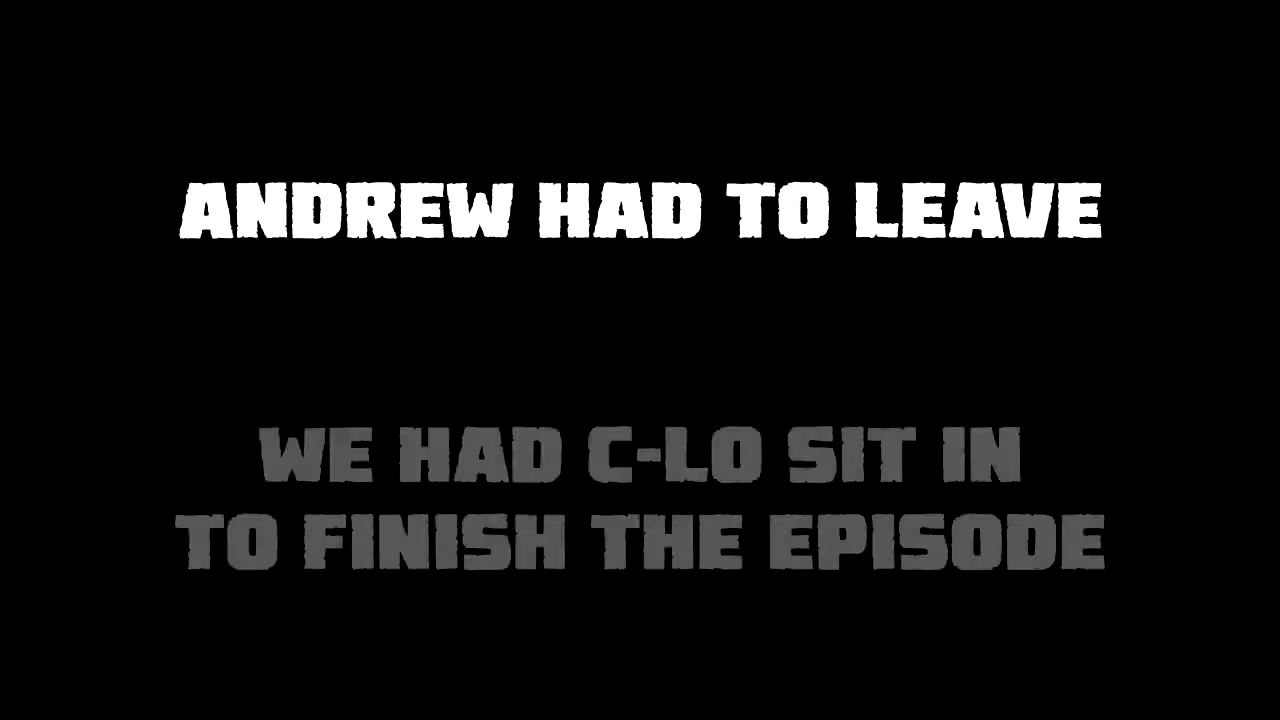 ANDREW HAD TO LEAVE
WE HAD C-LO SIT IN
TO FINISH THE EPISODE